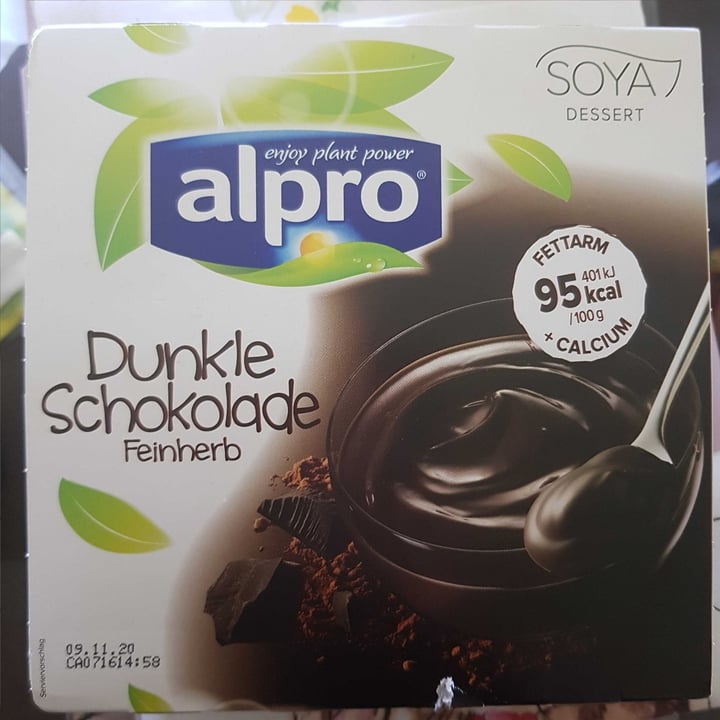 SOYA
DESSERT
enjoy plant power
alpro®
FETTARM
401 kJ
95 kcal
/100 g
+ CALCIUM
Dunkle
Schokolade
Feinherb
09.11.20
CA071614:58
Serviervorschlag